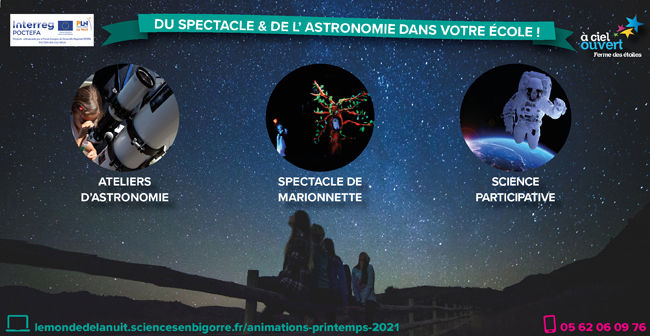 Interreg
POCTEFA
DU SPECTACLE & DE L' ASTRONOMIE DANS VOTRE ÉCOLE !
à ciel
ouvert
Ferme des étoiles
ATELIERS
D'ASTRONOMIE
SPECTACLE DE
MARIONNETTE
SCIENCE
PARTICIPATIVE
lemondedelanuit.sciencesenbigorre.fr/animations-printemps-2021
05 62 06 09 76